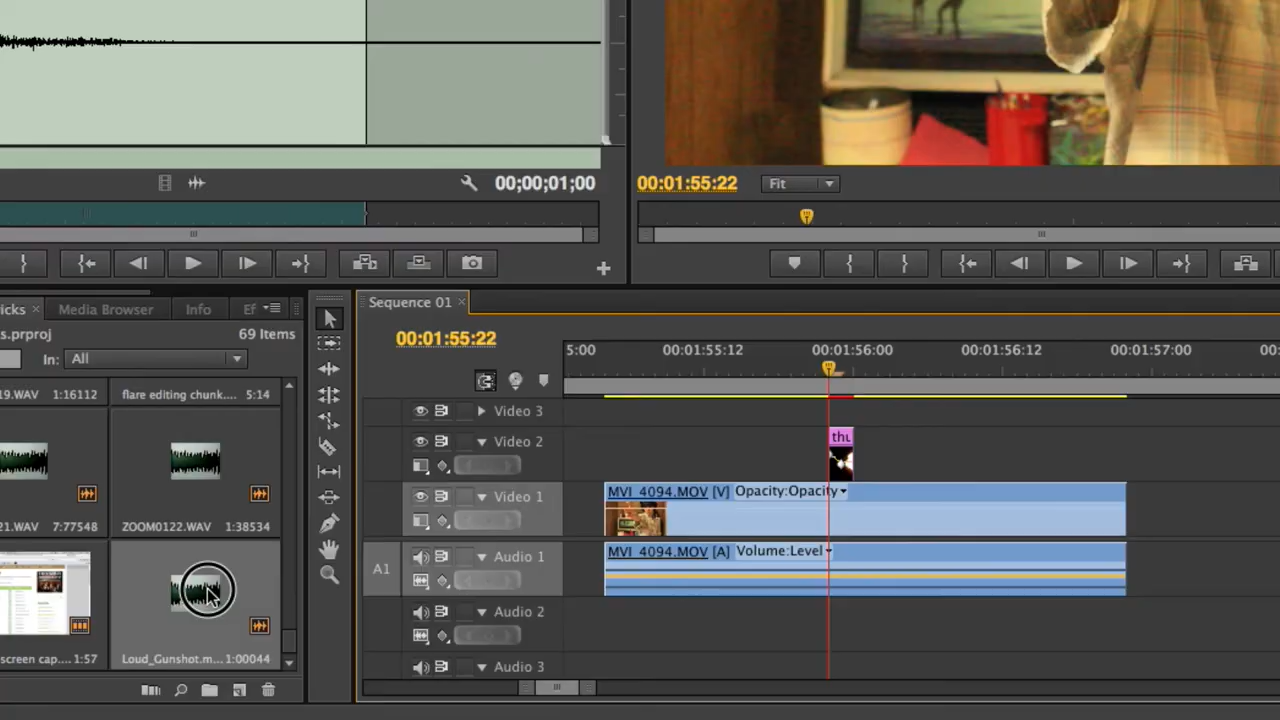 00;00;01;00
00:01:55:22 Fit
icks × Media Browser Info Ef
s.prproj 69 Items
In: All
19.WAV 1:16112 flare editing chunk.... 5:14
21.WAV 7:77548 ZOOM0122.WAV 1:38534
screen cap.... 1:57 Loud_Gunshot.m... 1:00044
Sequence 01 ×
00:01:55:22
5:00 00:01:55:12 00:01:56:00 00:01:56:12 00:01:57:00 00:
Video 3
Video 2 thu
Video 1 MVI_4094.MOV [V] Opacity:Opacity
A1 Audio 1 MVI_4094.MOV [A] Volume:Level
Audio 2
Audio 3